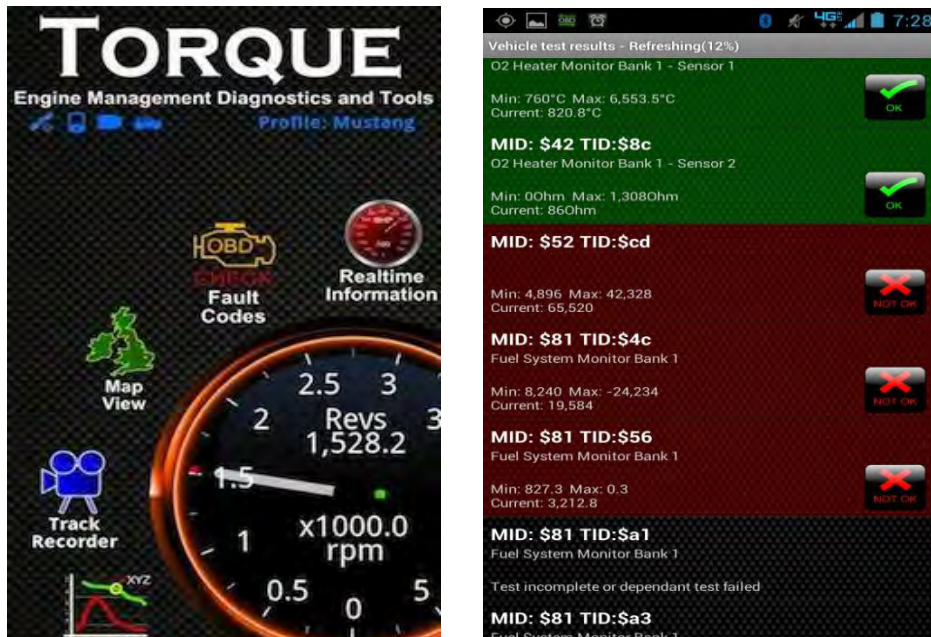 TORQUE
Engine Management Diagnostics and Tools
Profile: Mustang
OBD
CHECK
Fault
Codes
Realtime
Information
Map
View
Track
Recorder
XYZ
2.5 3
2 Revs 3
1,528.2
1.5
1 x1000.0
rpm
0.5 0 5
OBD 4G 7:28
Vehicle test results - Refreshing(12%)
O2 Heater Monitor Bank 1 - Sensor 1
Min: 760°C Max: 6,553.5°C
Current: 820.8°C
OK
MID: $42 TID:$8c
O2 Heater Monitor Bank 1 - Sensor 2
Min: 0Ohm Max: 1,308Ohm
Current: 86Ohm
OK
MID: $52 TID:$cd
Min: 4,896 Max: 42,328
Current: 65,520
NOT OK
MID: $81 TID:$4c
Fuel System Monitor Bank 1
Min: 8,240 Max: -24,234
Current: 19,584
NOT OK
MID: $81 TID:$56
Fuel System Monitor Bank 1
Min: 827.3 Max: 0.3
Current: 3,212.8
NOT OK
MID: $81 TID:$a1
Fuel System Monitor Bank 1
Test incomplete or dependant test failed
MID: $81 TID:$a3
Fuel System Monitor Bank 1